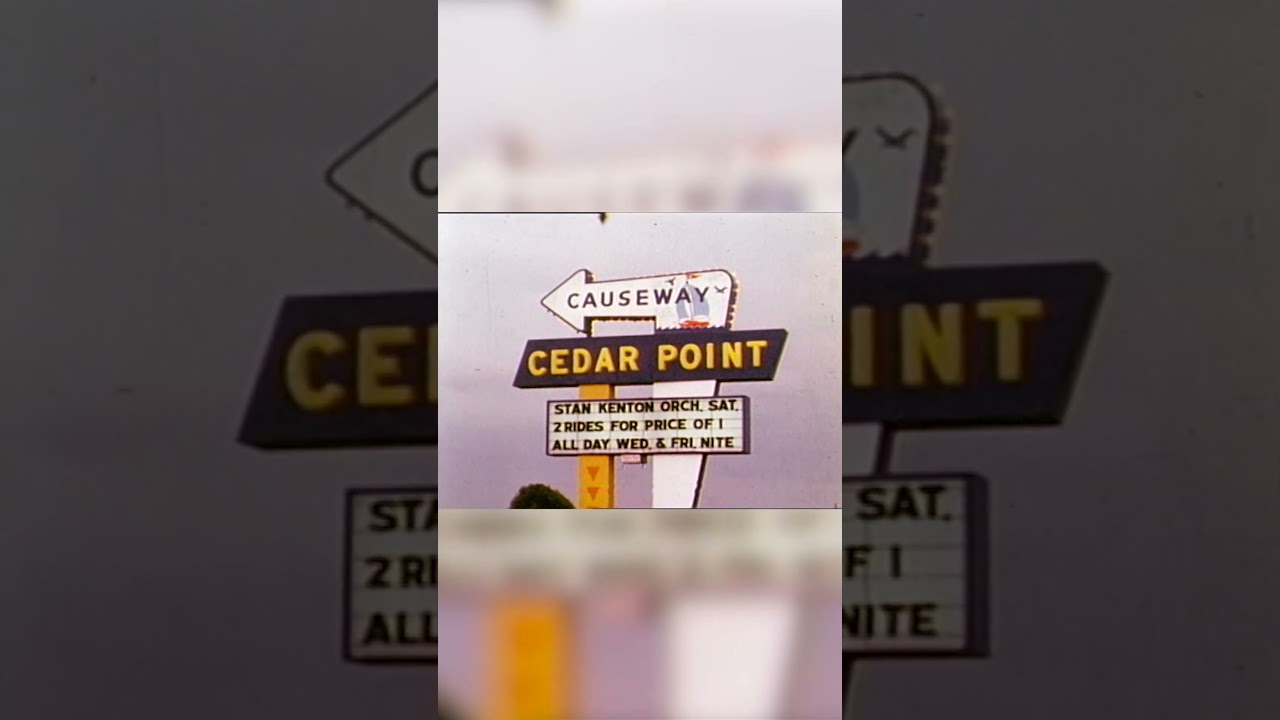 CAUSEWAY
CEDAR POINT
STAN KENTON ORCH. SAT.
2 RIDES FOR PRICE OF 1
ALL DAY WED. & FRI. NITE